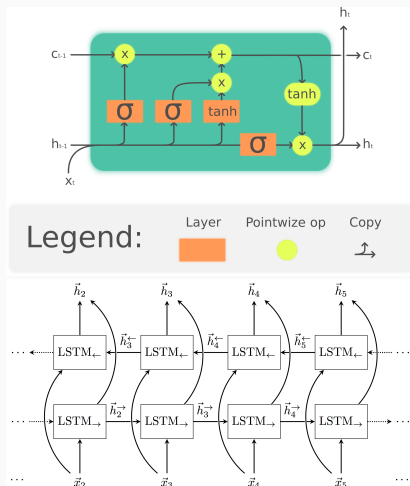 hₜ
cₜ₋₁ x + cₜ
x tanh
σ σ tanh
hₜ₋₁ σ x hₜ
xₜ
Legend: Layer Pointwize op Copy
h⃗₂ h⃗₃ h⃗₄ h⃗₅
h⃗₃← h⃗₄← h⃗₅←
··· LSTM← LSTM← LSTM← LSTM← ···
h⃗₂→ h⃗₃→ h⃗₄→
··· LSTM→ LSTM→ LSTM→ LSTM→ ···
··· x⃗₂ x⃗₃ x⃗₄ x⃗₅ ···